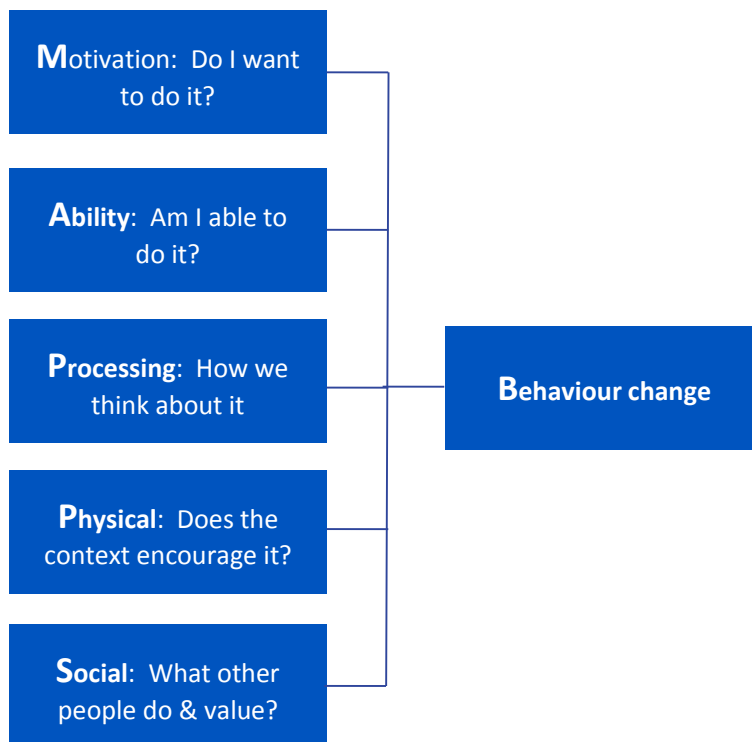 Motivation: Do I want
to do it?
Ability: Am I able to
do it?
Processing: How we
think about it
Behaviour change
Physical: Does the
context encourage it?
Social: What other
people do & value?